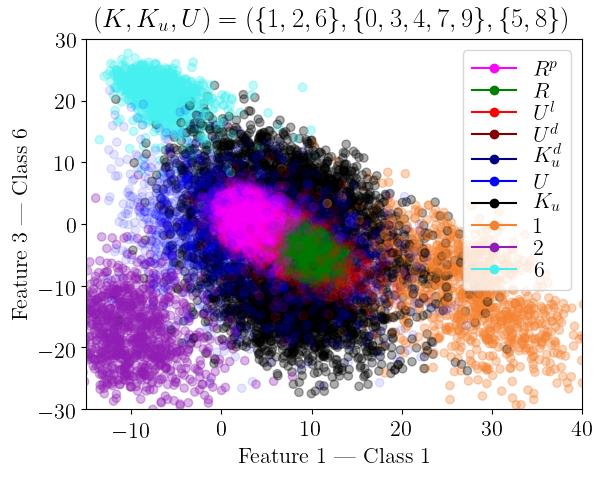 (K, K_u, U) = ({1, 2, 6}, {0, 3, 4, 7, 9}, {5, 8})
30
20
10
0
−10
−20
−30
Feature 3 — Class 6
R^p
R
U^l
U^d
K_u^d
U
K_u
1
2
6
−10
0
10
20
30
40
Feature 1 — Class 1